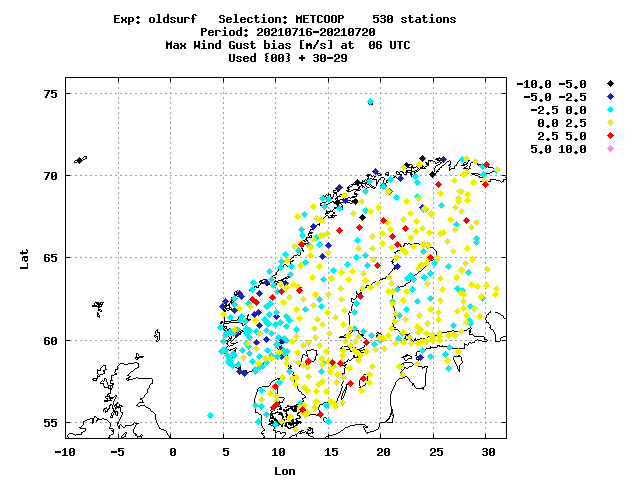 Exp: oldsurf   Selection: METCOOP    530 stations
Period: 20210716-20210720
Max Wind Gust bias [m/s] at  06 UTC
Used {00} + 30-29
-10.0 -5.0
-5.0 -2.5
-2.5 0.0
0.0 2.5
2.5 5.0
5.0 10.0
75
70
65
60
55
Lat
-10 -5 0 5 10 15 20 25 30
Lon